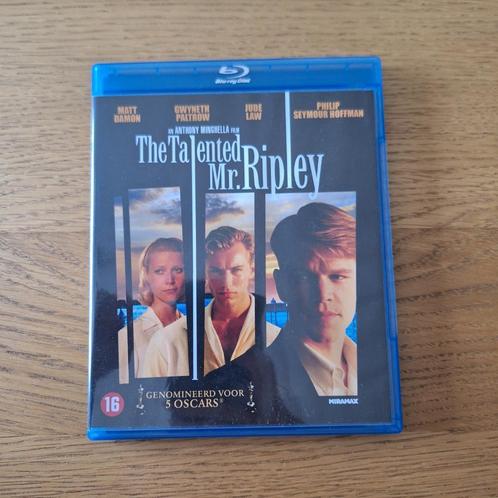 Blu-ray Disc
MATT DAMON
GWYNETH PALTROW
JUDE LAW
PHILIP SEYMOUR HOFFMAN
AN ANTHONY MINGHELLA FILM
The Talented
Mr. Ripley
16
GENOMINEERD VOOR
5 OSCARS®
MIRAMAX